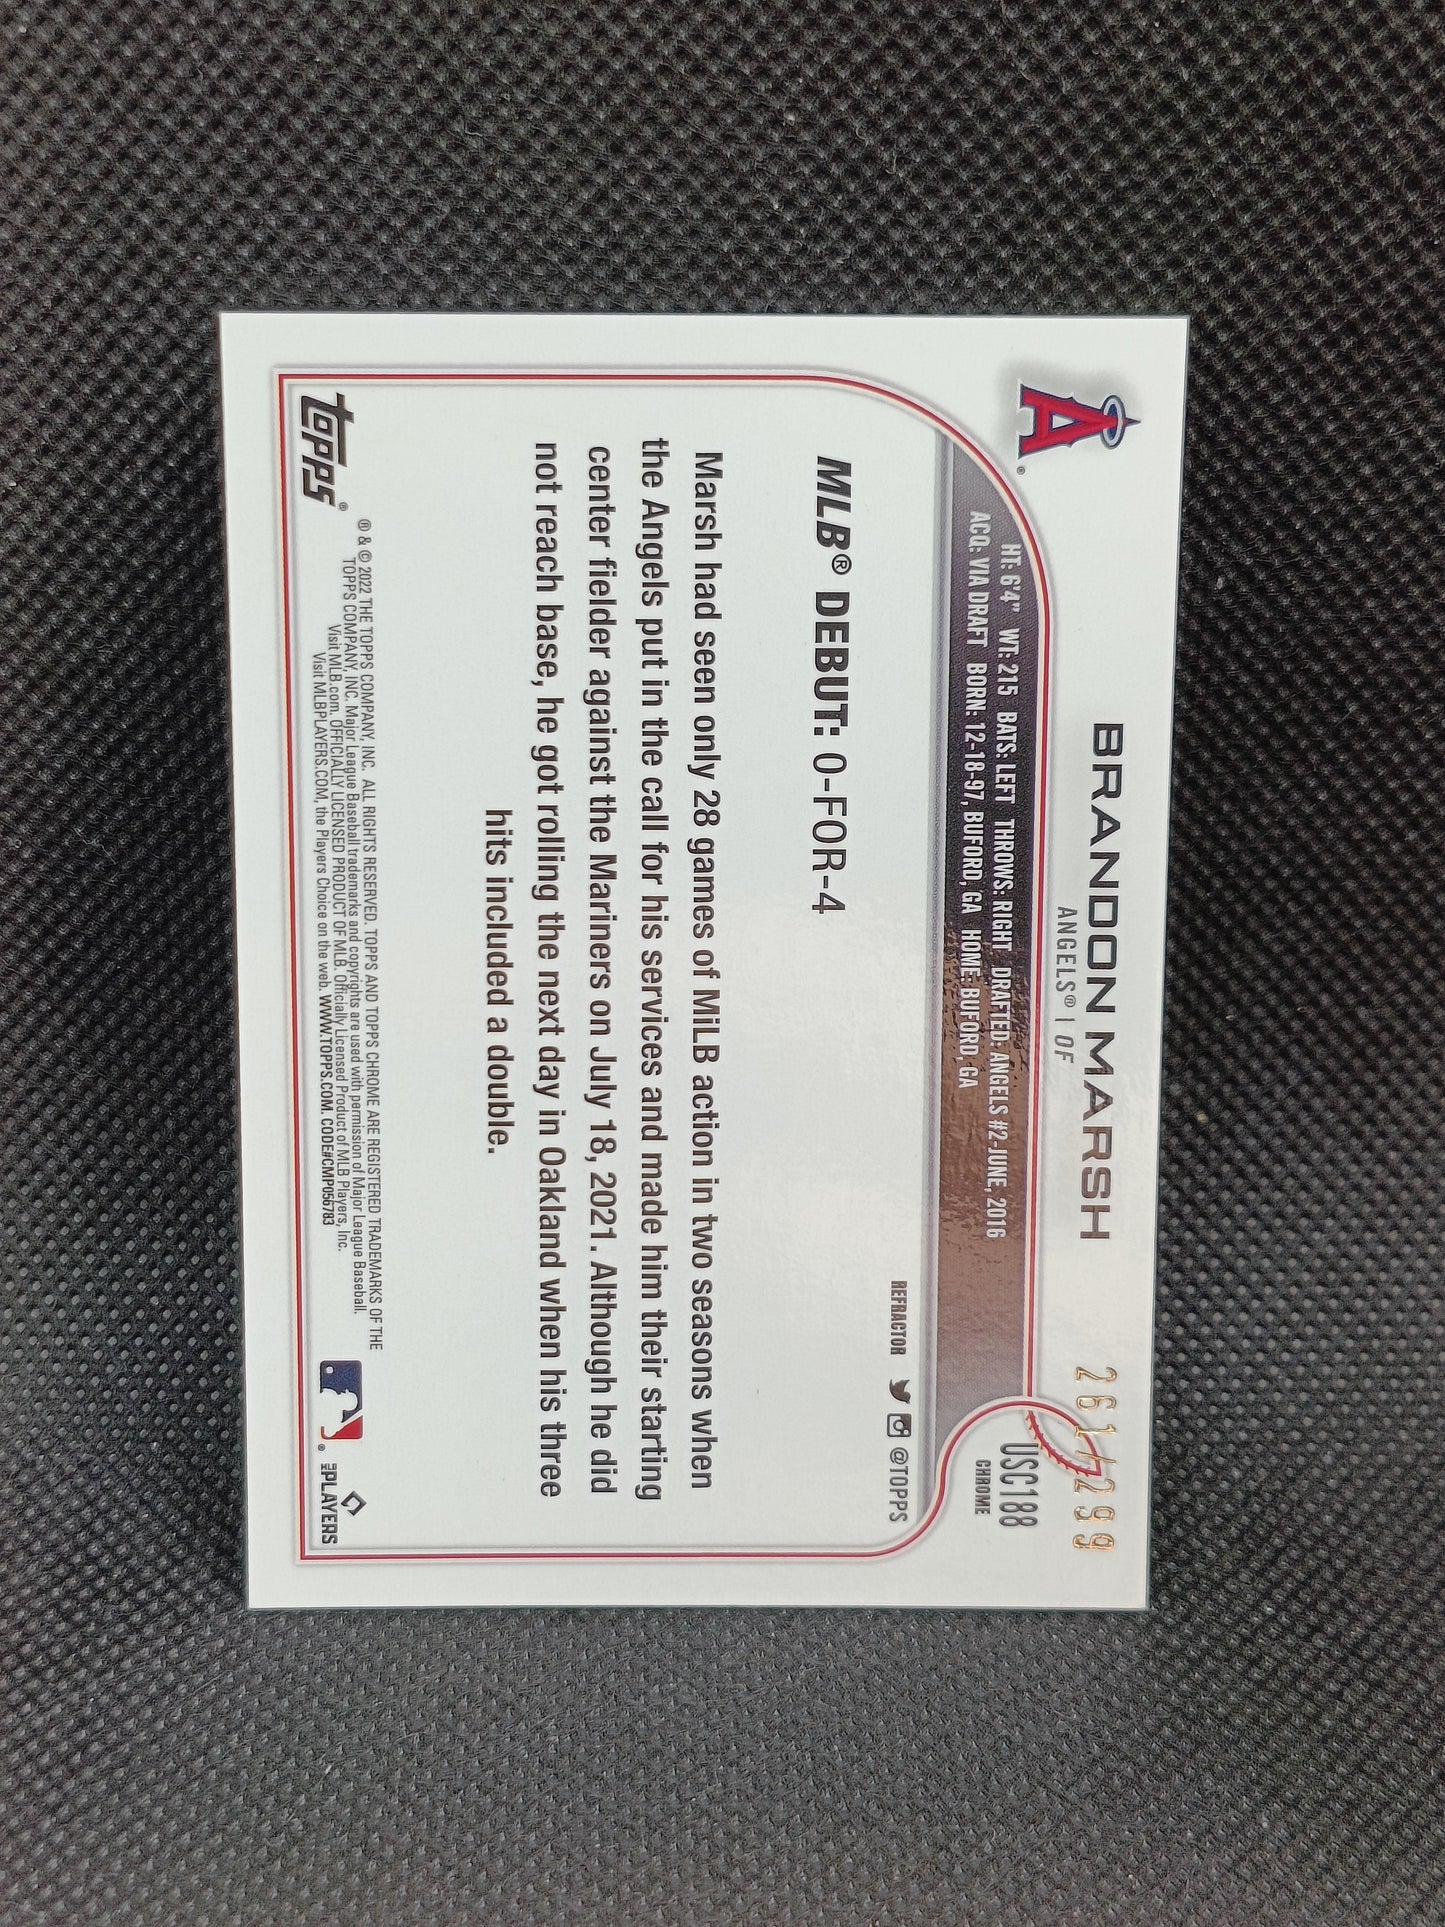 BRANDON MARSH
ANGELS® | OF
261/299
USC188
CHROME
HT: 6'4" WT: 215 BATS: LEFT THROWS: RIGHT DRAFTED: ANGELS #2-JUNE, 2016
ACQ: VIA DRAFT BORN: 12-18-97, BUFORD, GA HOME: BUFORD, GA
REFRACTOR @TOPPS
MLB® DEBUT: 0-FOR-4
Marsh had seen only 28 games of MiLB action in two seasons when
the Angels put in the call for his services and made him their starting
center fielder against the Mariners on July 18, 2021. Although he did
not reach base, he got rolling the next day in Oakland when his three
hits included a double.
topps®
® & © 2022 THE TOPPS COMPANY, INC. ALL RIGHTS RESERVED. TOPPS AND TOPPS CHROME ARE REGISTERED TRADEMARKS OF THE
TOPPS COMPANY, INC. Major League Baseball trademarks and copyrights are used with permission of Major League Baseball.
Visit MLB.com. OFFICIALLY LICENSED PRODUCT OF MLB. Officially Licensed Product of MLB Players, Inc.
Visit MLBPLAYERS.COM, the Players Choice on the web. WWW.TOPPS.COM. CODE#CMP056783
MLB PLAYERS